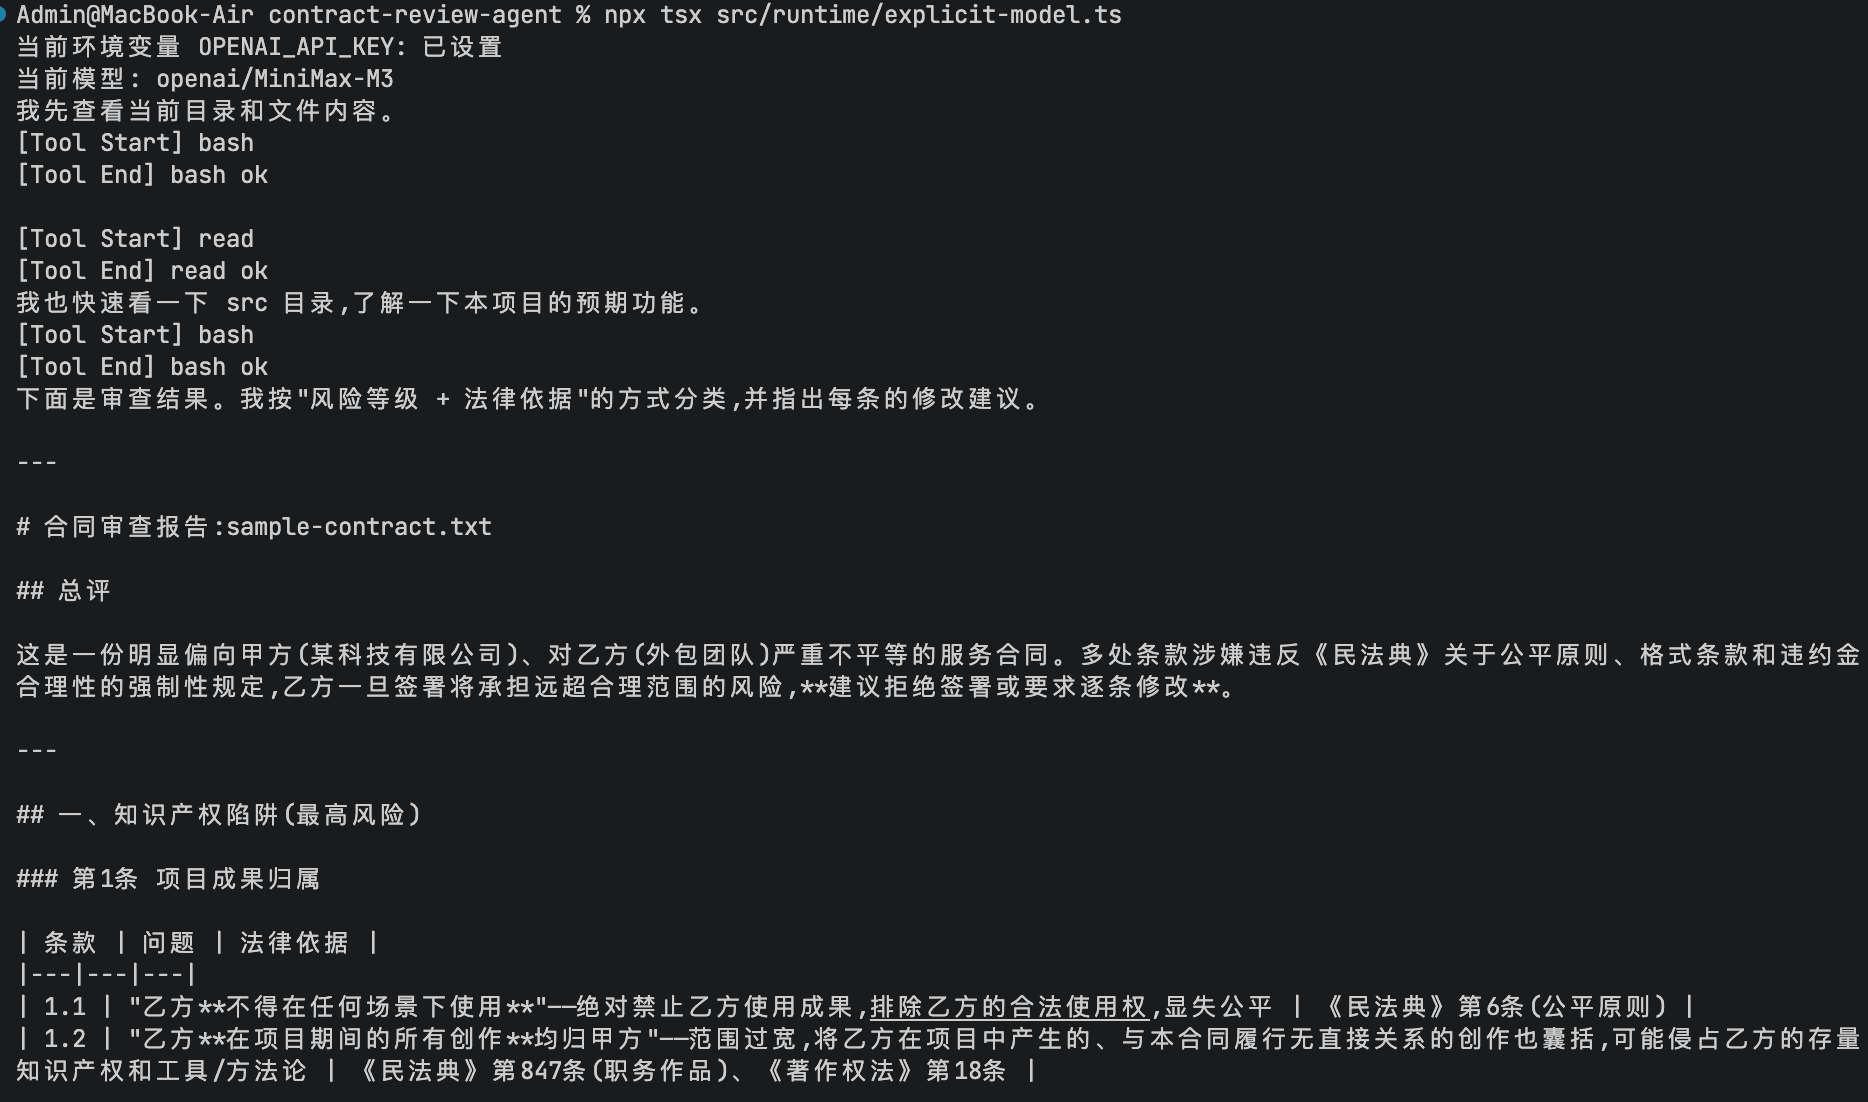 Admin@MacBook-Air contract-review-agent % npx tsx src/runtime/explicit-model.ts
当前环境变量 OPENAI_API_KEY: 已设置
当前模型: openai/MiniMax-M3
我先查看当前目录和文件内容。
[Tool Start] bash
[Tool End] bash ok
[Tool Start] read
[Tool End] read ok
我也快速看一下 src 目录,了解一下本项目的预期功能。
[Tool Start] bash
[Tool End] bash ok
下面是审查结果。我按"风险等级 + 法律依据"的方式分类,并指出每条的修改建议。
---
# 合同审查报告:sample-contract.txt
## 总评
这是一份明显偏向甲方(某科技有限公司)、对乙方(外包团队)严重不平等的服务合同。多处条款涉嫌违反《民法典》关于公平原则、格式条款和违约金
合理性的强制性规定,乙方一旦签署将承担远超合理范围的风险,**建议拒绝签署或要求逐条修改**。
---
## 一、知识产权陷阱(最高风险)
### 第1条 项目成果归属
| 条款 | 问题 | 法律依据 |
|---|---|---|
| 1.1 | "乙方**不得在任何场景下使用**"——绝对禁止乙方使用成果,排除乙方的合法使用权,显失公平 | 《民法典》第6条(公平原则) |
| 1.2 | "乙方**在项目期间的所有创作**均归甲方"——范围过宽,将乙方在项目中产生的、与本合同履行无直接关系的创作也囊括,可能侵占乙方的存量
知识产权和工具/方法论 | 《民法典》第847条(职务作品)、《著作权法》第18条 |